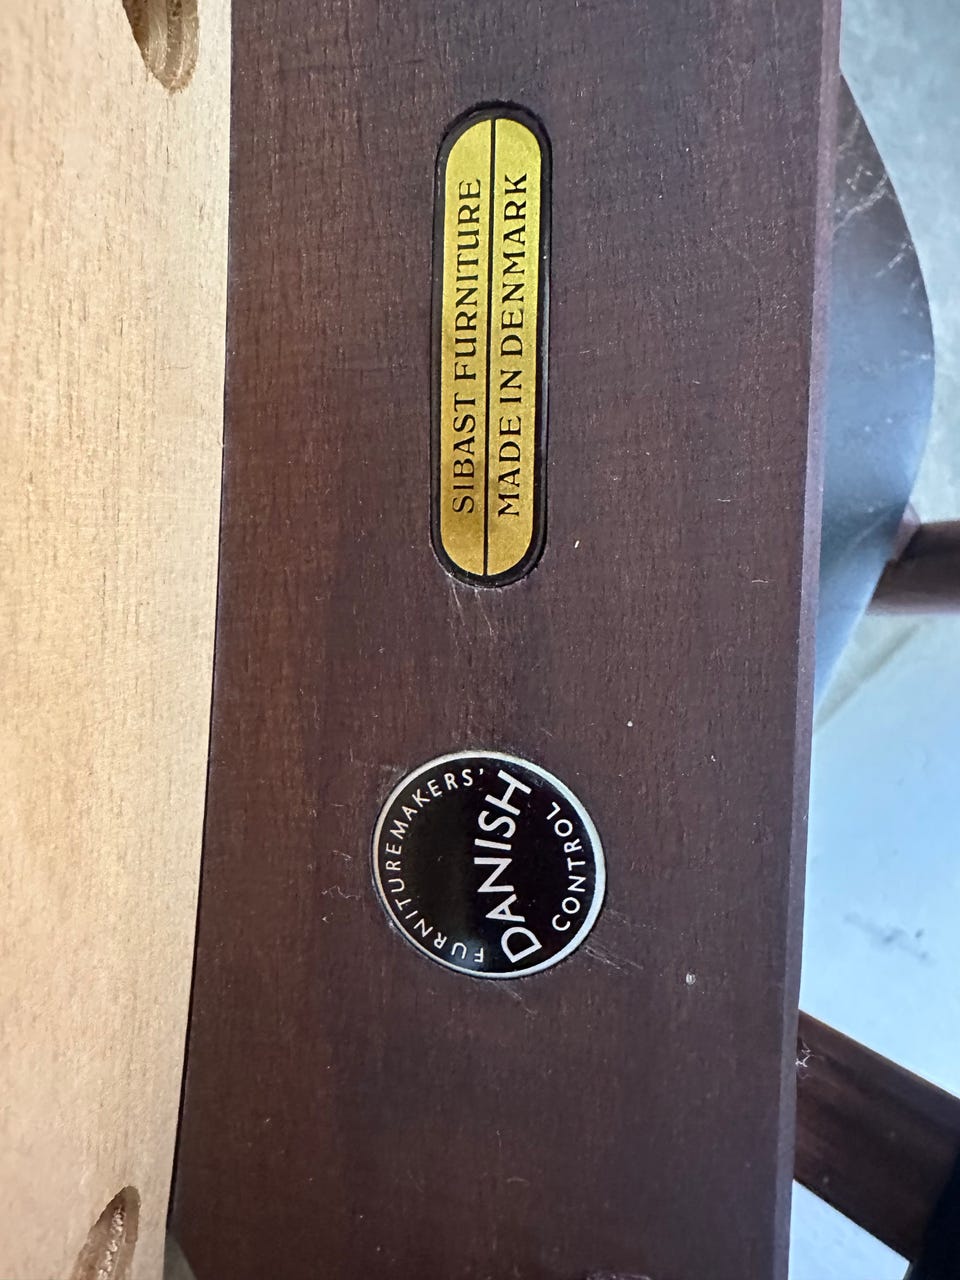 SIBAST FURNITURE
MADE IN DENMARK
FURNITUREMAKERS'
DANISH
CONTROL